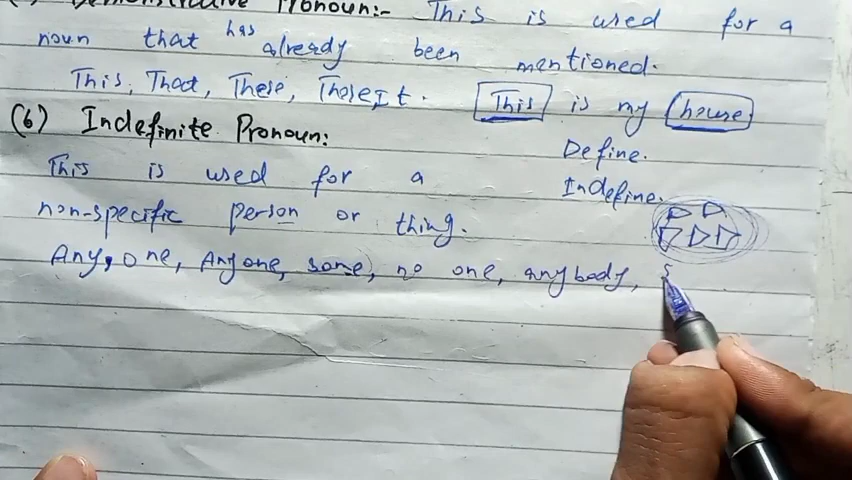 Pronoun:- This is used for a
noun that has already been mentioned.
This, That, These, Those, It. This is my house
(6) Indefinite Pronoun:
Define.
This is used for a
Indefine.
non-specific person or thing.
Any, one, Anyone, some, no one, anybody, s